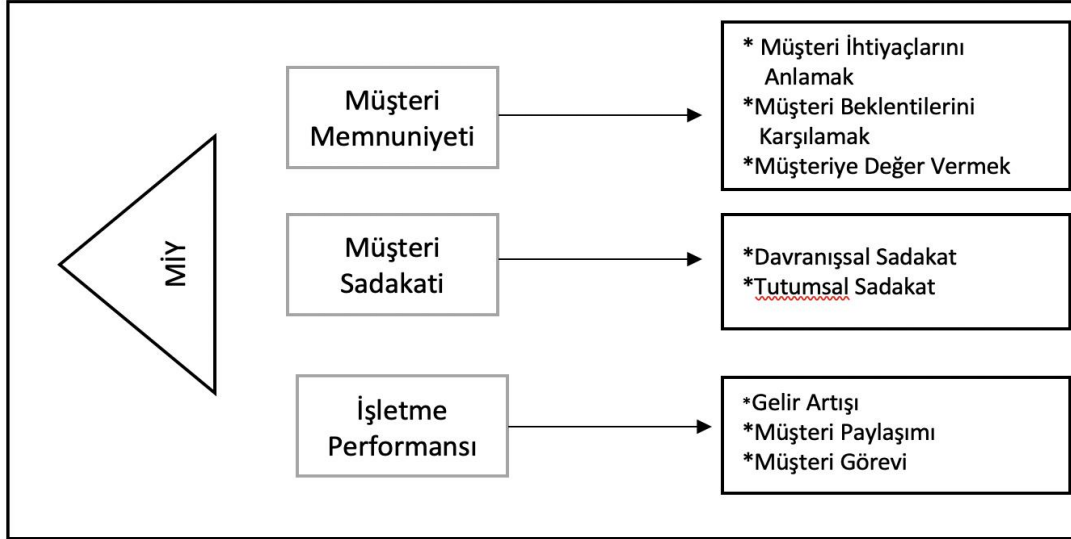 MİY
Müşteri
Memnuniyeti
* Müşteri İhtiyaçlarını
Anlamak
*Müşteri Beklentilerini
Karşılamak
*Müşteriye Değer Vermek
Müşteri
Sadakati
*Davranışsal Sadakat
*Tutumsal Sadakat
İşletme
Performansı
*Gelir Artışı
*Müşteri Paylaşımı
*Müşteri Görevi